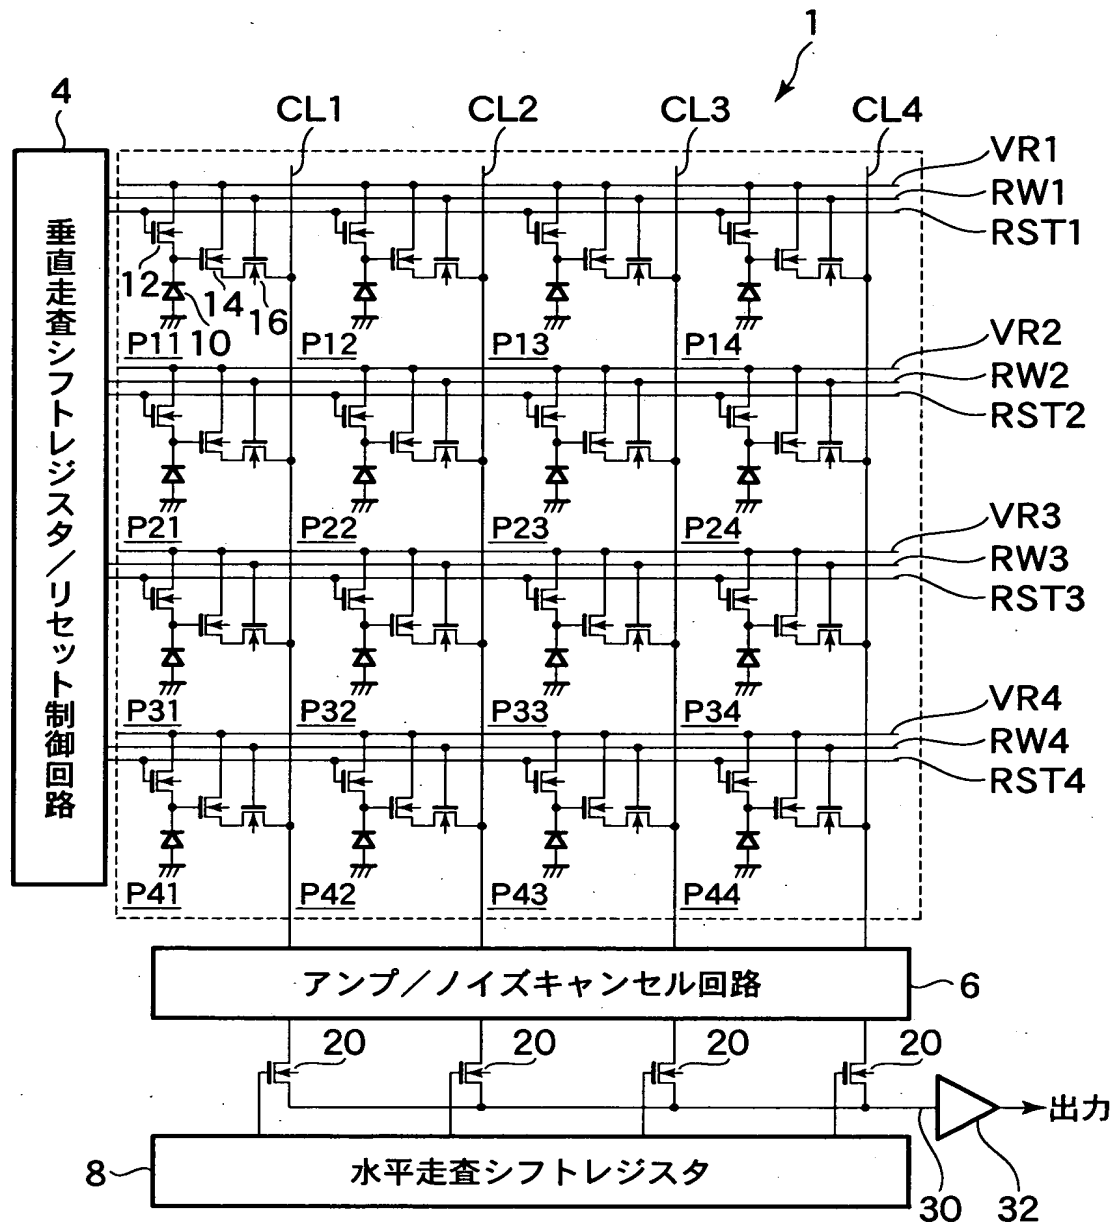 1
4
CL1 CL2 CL3 CL4
VR1
RW1
RST1
12 14 16
10
P11 P12 P13 P14
VR2
RW2
RST2
P21 P22 P23 P24
VR3
RW3
RST3
P31 P32 P33 P34
VR4
RW4
RST4
P41 P42 P43 P44
垂直走査シフトレジスタ/リセット制御回路
アンプ/ノイズキャンセル回路
6
20 20 20 20
出力
8
水平走査シフトレジスタ
30 32